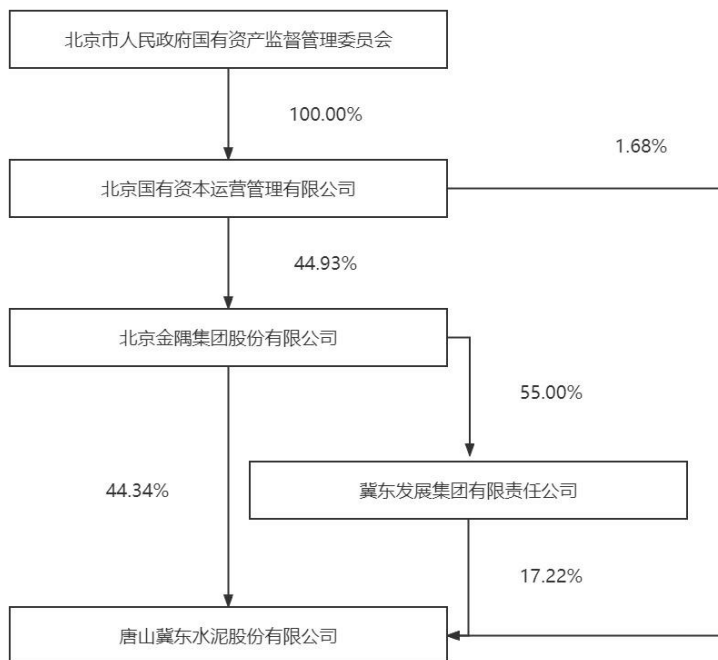 北京市人民政府国有资产监督管理委员会
100.00%
1.68%
北京国有资本运营管理有限公司
44.93%
北京金隅集团股份有限公司
55.00%
44.34%
冀东发展集团有限责任公司
17.22%
唐山冀东水泥股份有限公司